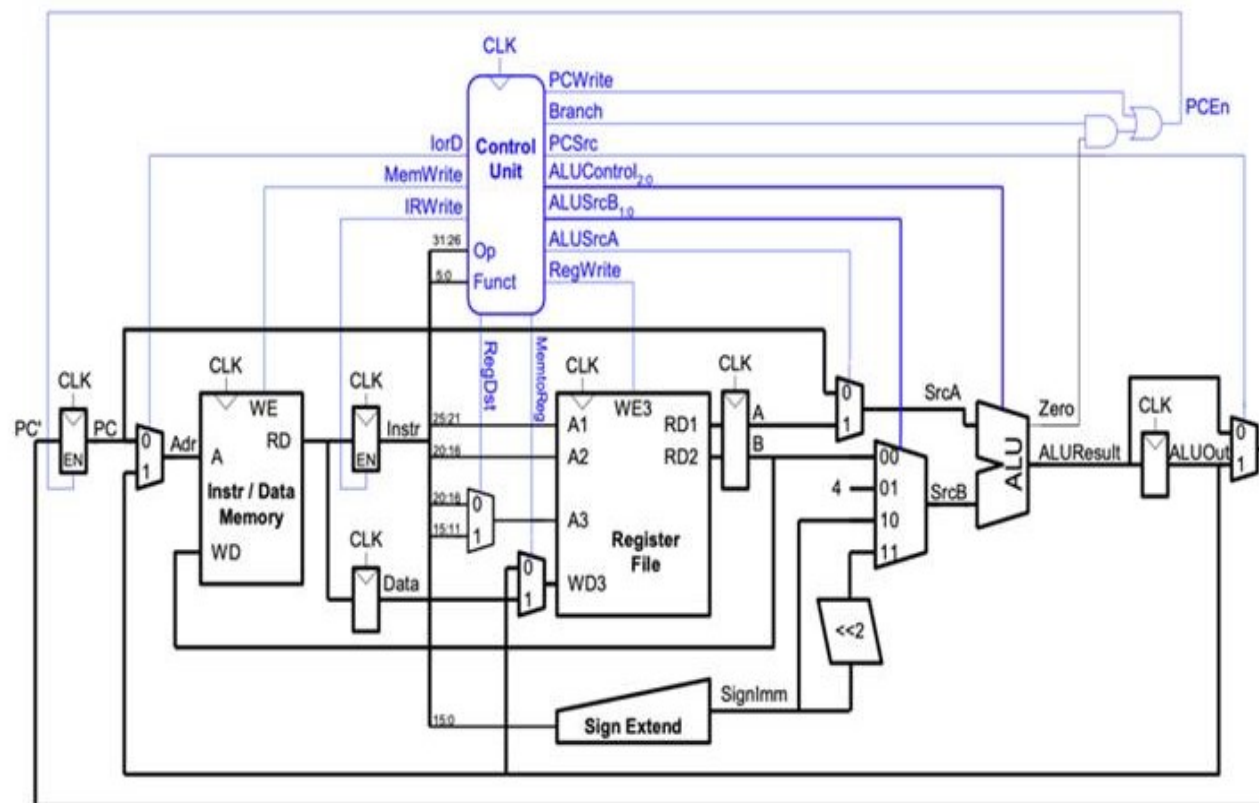 CLK
PCWrite
Branch
PCEn
IorD
Control
Unit
PCSrc
MemWrite
ALUControl2:0
IRWrite
ALUSrcB1:0
31:26
Op
ALUSrcA
5:0
Funct
RegWrite
RegDst
MemtoReg
CLK
CLK
CLK
CLK
CLK
PC'
PC
EN
0
1
Adr
WE
A
RD
Instr / Data
Memory
WD
EN
Instr
25:21
20:16
20:16
15:11
0
1
WE3
A1
RD1
A2
RD2
A3
Register
File
WD3
A
B
0
1
SrcA
Zero
CLK
ALU
ALUResult
ALUOut
0
1
00
4
01
10
11
SrcB
CLK
Data
0
1
<<2
SignImm
15:0
Sign Extend